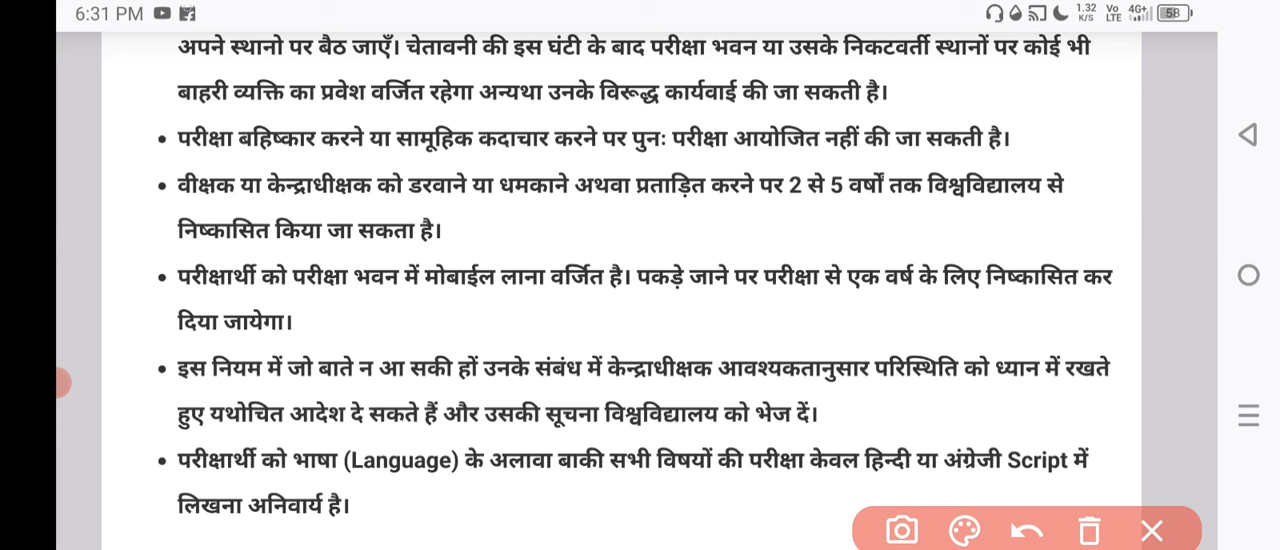 6:31 PM 1.32 K/S Vo LTE 4G+ 58
अपने स्थानो पर बैठ जाएँ। चेतावनी की इस घंटी के बाद परीक्षा भवन या उसके निकटवर्ती स्थानों पर कोई भी
बाहरी व्यक्ति का प्रवेश वर्जित रहेगा अन्यथा उनके विरूद्ध कार्यवाई की जा सकती है।
• परीक्षा बहिष्कार करने या सामूहिक कदाचार करने पर पुनः परीक्षा आयोजित नहीं की जा सकती है।
• वीक्षक या केन्द्राधीक्षक को डरवाने या धमकाने अथवा प्रताड़ित करने पर 2 से 5 वर्षों तक विश्वविद्यालय से
निष्कासित किया जा सकता है।
• परीक्षार्थी को परीक्षा भवन में मोबाईल लाना वर्जित है। पकड़े जाने पर परीक्षा से एक वर्ष के लिए निष्कासित कर
दिया जायेगा।
• इस नियम में जो बाते न आ सकी हों उनके संबंध में केन्द्राधीक्षक आवश्यकतानुसार परिस्थिति को ध्यान में रखते
हुए यथोचित आदेश दे सकते हैं और उसकी सूचना विश्वविद्यालय को भेज दें।
• परीक्षार्थी को भाषा (Language) के अलावा बाकी सभी विषयों की परीक्षा केवल हिन्दी या अंग्रेजी Script में
लिखना अनिवार्य है।